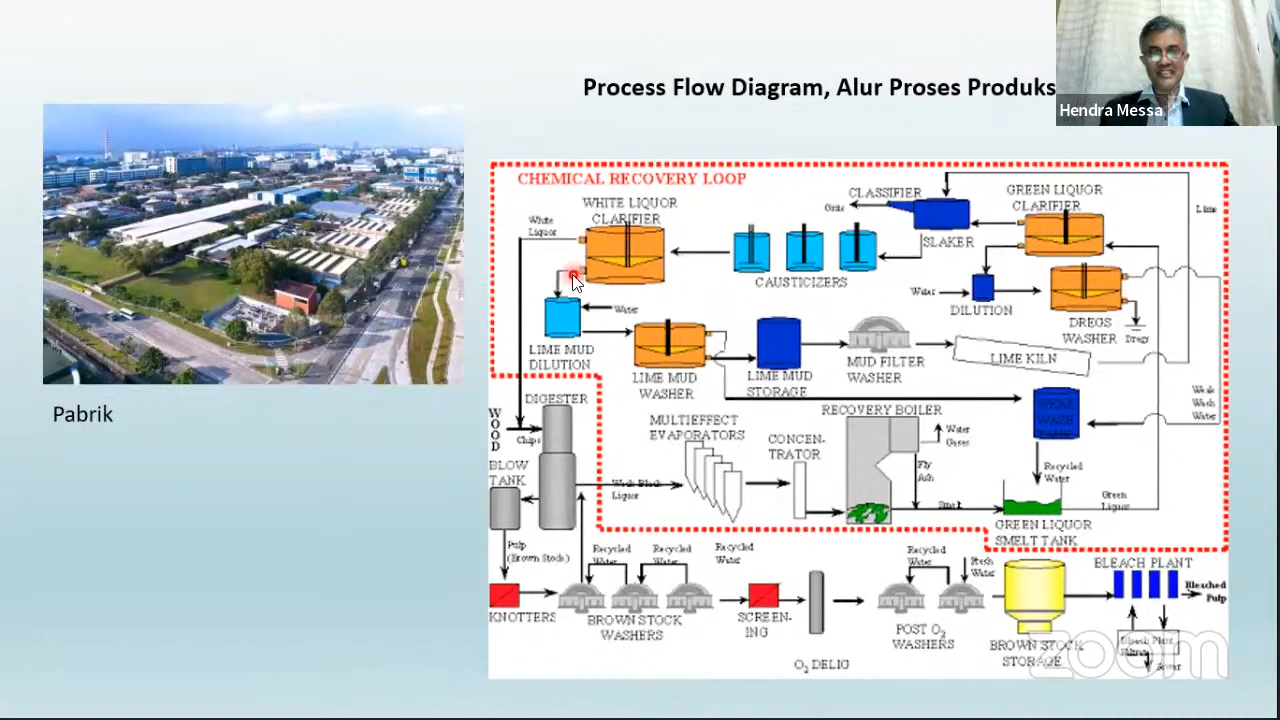 Process Flow Diagram, Alur Proses Produks
Hendra Messa
Pabrik
CHEMICAL RECOVERY LOOP
WHITE LIQUOR
CLARIFIER
White
Liquor
CLASSIFIER
Grits
SLAKER
GREEN LIQUOR
CLARIFIER
Lime
CAUSTICIZERS
Water
DILUTION
DREGS
WASHER
Dregs
Water
LIME MUD
DILUTION
LIME MUD
WASHER
LIME MUD
STORAGE
MUD FILTER
WASHER
LIME KILN
WEAK
WASH
Weak
Wash
Water
DIGESTER
WOOD
Chips
MULTIEFFECT
EVAPORATORS
CONCEN-
TRATOR
RECOVERY BOILER
Water
Gases
Fly
Ash
Smelt
Recycled
Water
Green
Liquor
GREEN LIQUOR
SMELT TANK
BLOW
TANK
Weak Black
Liquor
Pulp
(Brown Stock)
KNOTTERS
Recycled
Water
Recycled
Water
Recycled
Water
BROWN STOCK
WASHERS
SCREEN-
ING
O2 DELIG
Recycled
Water
Fresh
Water
POST O2
WASHERS
BROWN STOCK
STORAGE
BLEACH PLANT
Bleached
Pulp
Bleach Plant
Filtrate
Sewer
zoom